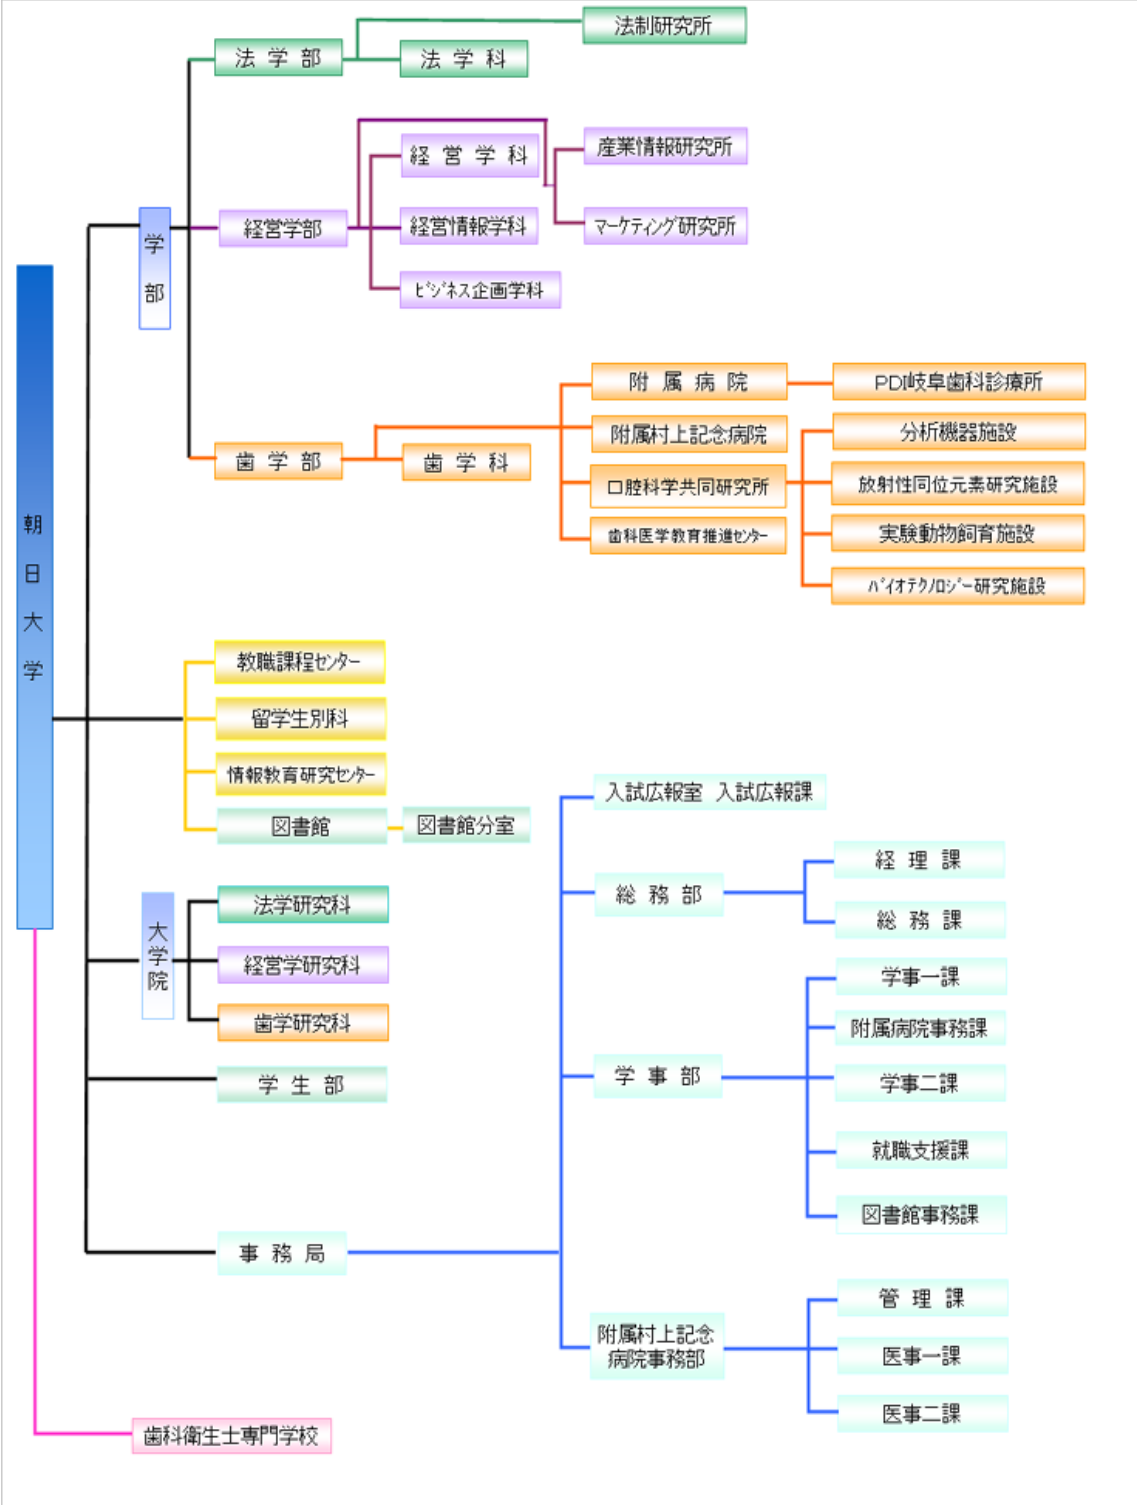 朝日大学
学部
法学部
法制研究所
法学科
経営学部
経営学科
経営情報学科
ビジネス企画学科
産業情報研究所
マーケティング研究所
歯学部
歯学科
附属病院
PDI岐阜歯科診療所
附属村上記念病院
口腔科学共同研究所
分析機器施設
放射性同位元素研究施設
実験動物飼育施設
バイオテクノロジー研究施設
歯科医学教育推進センター
教職課程センター
留学生別科
情報教育研究センター
図書館
図書館分室
大学院
法学研究科
経営学研究科
歯学研究科
学生部
事務局
入試広報室 入試広報課
総務部
経理課
総務課
学事部
学事一課
附属病院事務課
学事二課
就職支援課
図書館事務課
附属村上記念
病院事務部
管理課
医事一課
医事二課
歯科衛生士専門学校